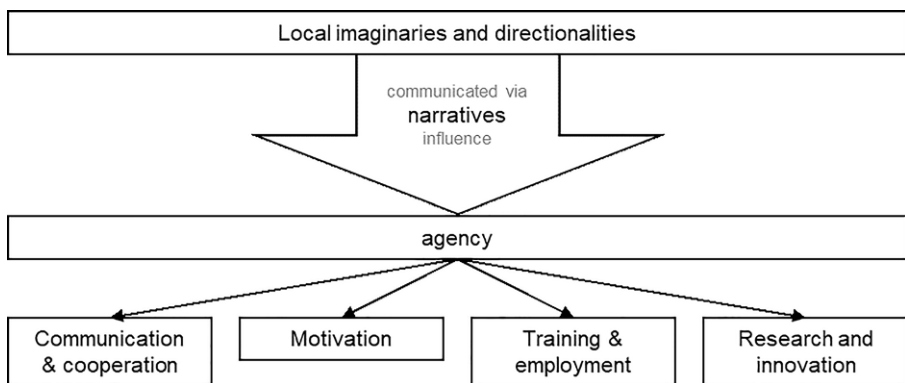 Local imaginaries and directionalities
communicated via
narratives
influence
agency
Communication
& cooperation
Motivation
Training &
employment
Research and
innovation